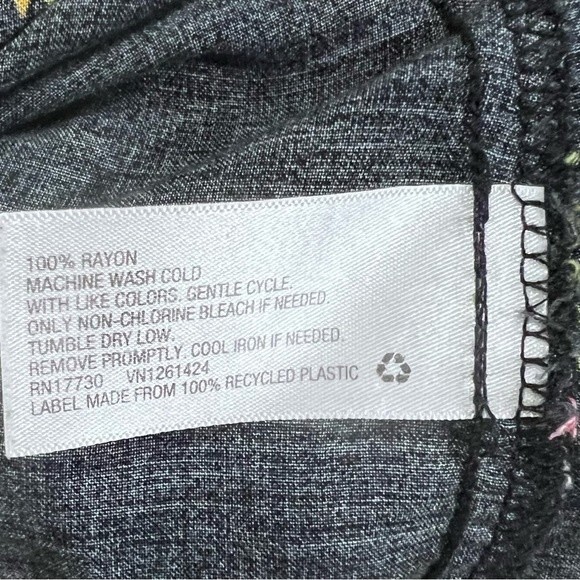 100% RAYON
MACHINE WASH COLD
WITH LIKE COLORS. GENTLE CYCLE.
ONLY NON-CHLORINE BLEACH IF NEEDED.
TUMBLE DRY LOW.
REMOVE PROMPTLY. COOL IRON IF NEEDED.
RN17730 VN1261424
LABEL MADE FROM 100% RECYCLED PLASTIC